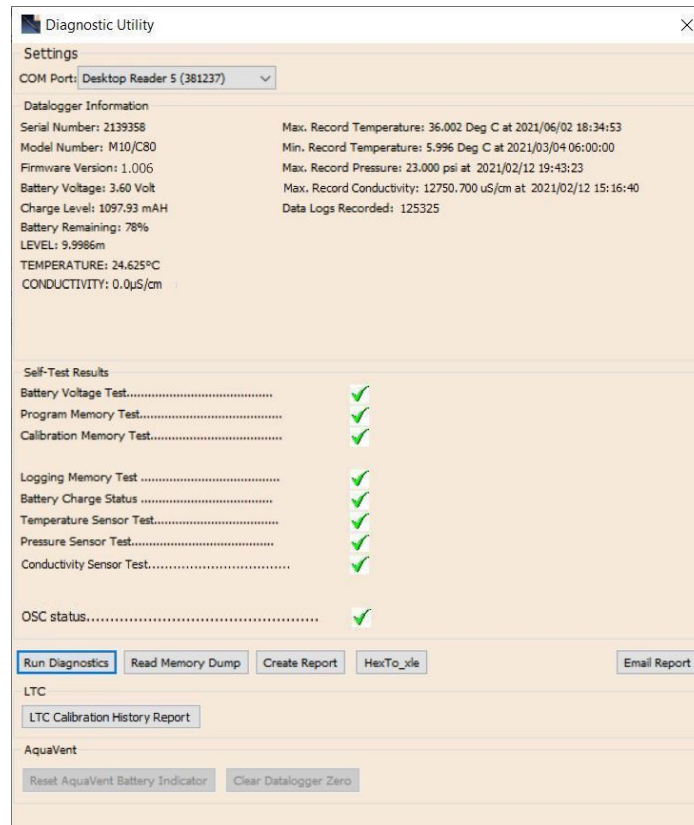 Diagnostic Utility
Settings
COM Port: Desktop Reader 5 (381237)
Datalogger Information
Serial Number: 2139358
Max. Record Temperature: 36.002 Deg C at 2021/06/02 18:34:53
Model Number: M10/C80
Min. Record Temperature: 5.996 Deg C at 2021/03/04 06:00:00
Firmware Version: 1.006
Max. Record Pressure: 23.000 psi at 2021/02/12 19:43:23
Battery Voltage: 3.60 Volt
Max. Record Conductivity: 12750.700 uS/cm at 2021/02/12 15:16:40
Charge Level: 1097.93 mAH
Data Logs Recorded: 125325
Battery Remaining: 78%
LEVEL: 9.9986m
TEMPERATURE: 24.625°C
CONDUCTIVITY: 0.0µS/cm
Self-Test Results
Battery Voltage Test..........................................
Program Memory Test..........................................
Calibration Memory Test.......................................
Logging Memory Test .........................................
Battery Charge Status .......................................
Temperature Sensor Test.....................................
Pressure Sensor Test..........................................
Conductivity Sensor Test..................................
OSC status.................................................
Run Diagnostics Read Memory Dump Create Report HexTo_xle Email Report
LTC
LTC Calibration History Report
AquaVent
Reset AquaVent Battery Indicator Clear Datalogger Zero